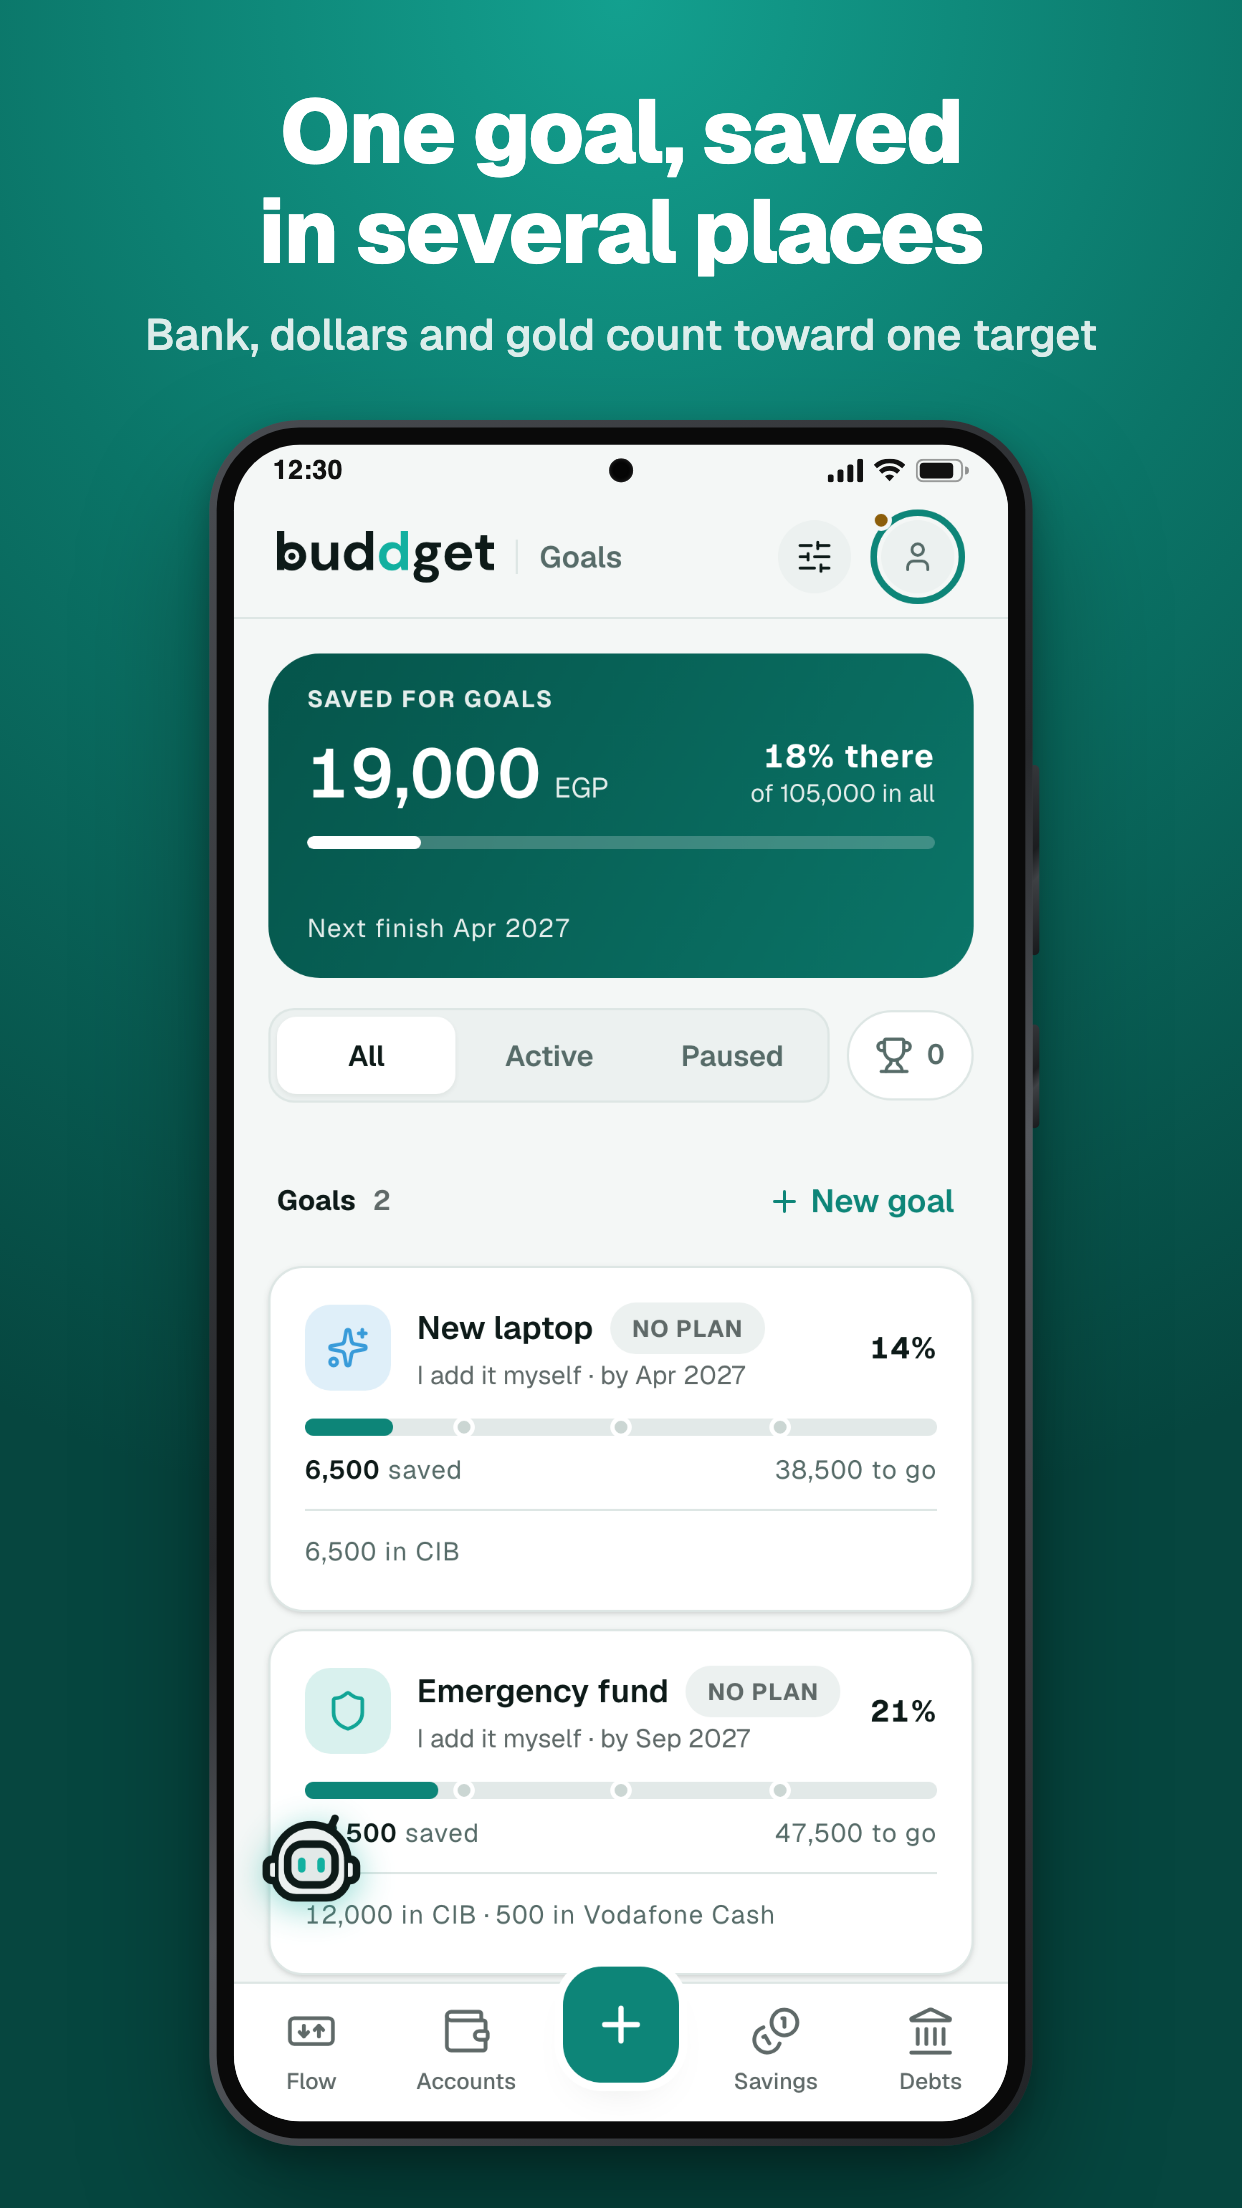 One goal, saved
in several places
Bank, dollars and gold count toward one target
12:30
buddget | Goals
SAVED FOR GOALS
19,000 EGP
18% there
of 105,000 in all
Next finish Apr 2027
All Active Paused 0
Goals 2 + New goal
New laptop NO PLAN 14%
I add it myself · by Apr 2027
6,500 saved 38,500 to go
6,500 in CIB
Emergency fund NO PLAN 21%
I add it myself · by Sep 2027
500 saved 47,500 to go
12,000 in CIB · 500 in Vodafone Cash
Flow Accounts Savings Debts